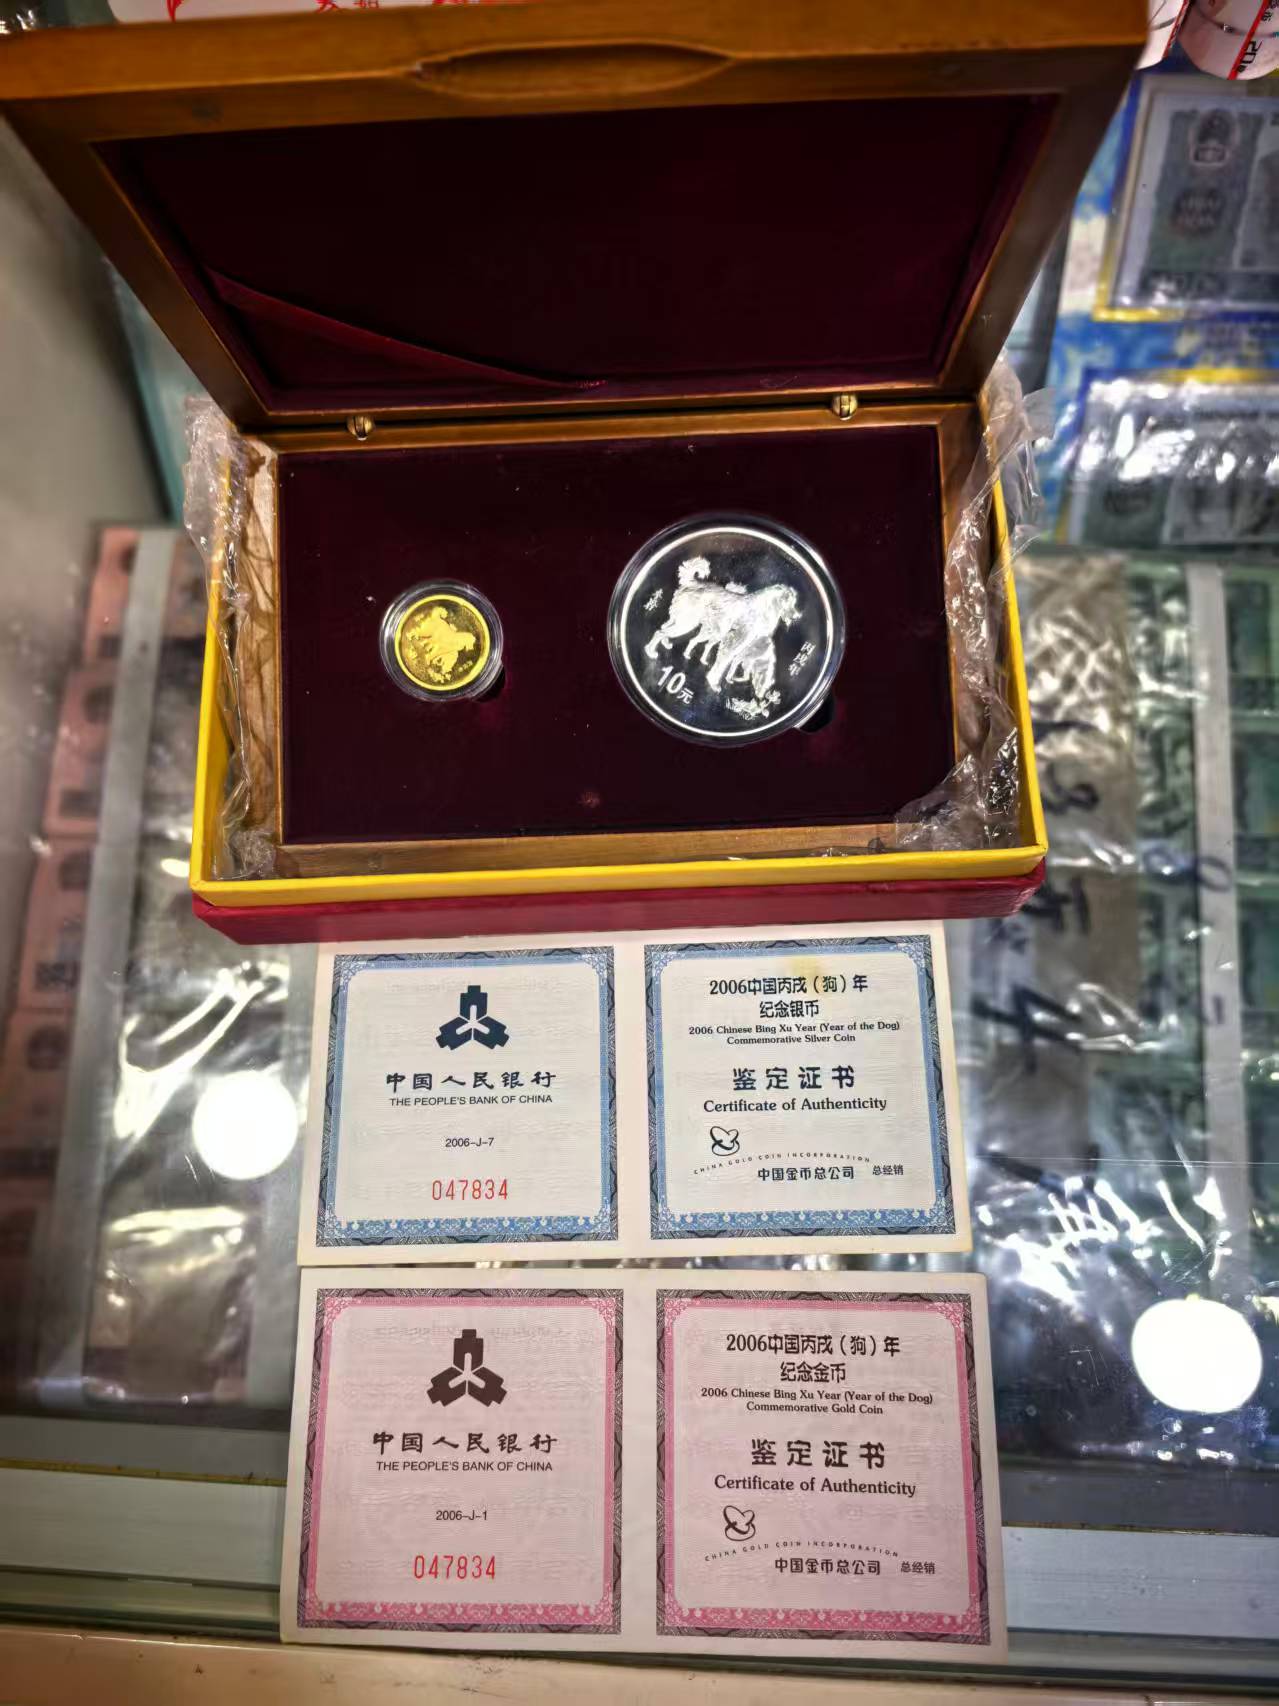 10元
丙戌年
中国人民银行
THE PEOPLE'S BANK OF CHINA
2006-J-7
047834
2006中国丙戌（狗）年
纪念银币
2006 Chinese Bing Xu Year (Year of the Dog)
Commemorative Silver Coin
鉴定证书
Certificate of Authenticity
CHINA GOLD COIN INCORPORATION
中国金币总公司 总经销
中国人民银行
THE PEOPLE'S BANK OF CHINA
2006-J-1
047834
2006中国丙戌（狗）年
纪念金币
2006 Chinese Bing Xu Year (Year of the Dog)
Commemorative Gold Coin
鉴定证书
Certificate of Authenticity
CHINA GOLD COIN INCORPORATION
中国金币总公司 总经销